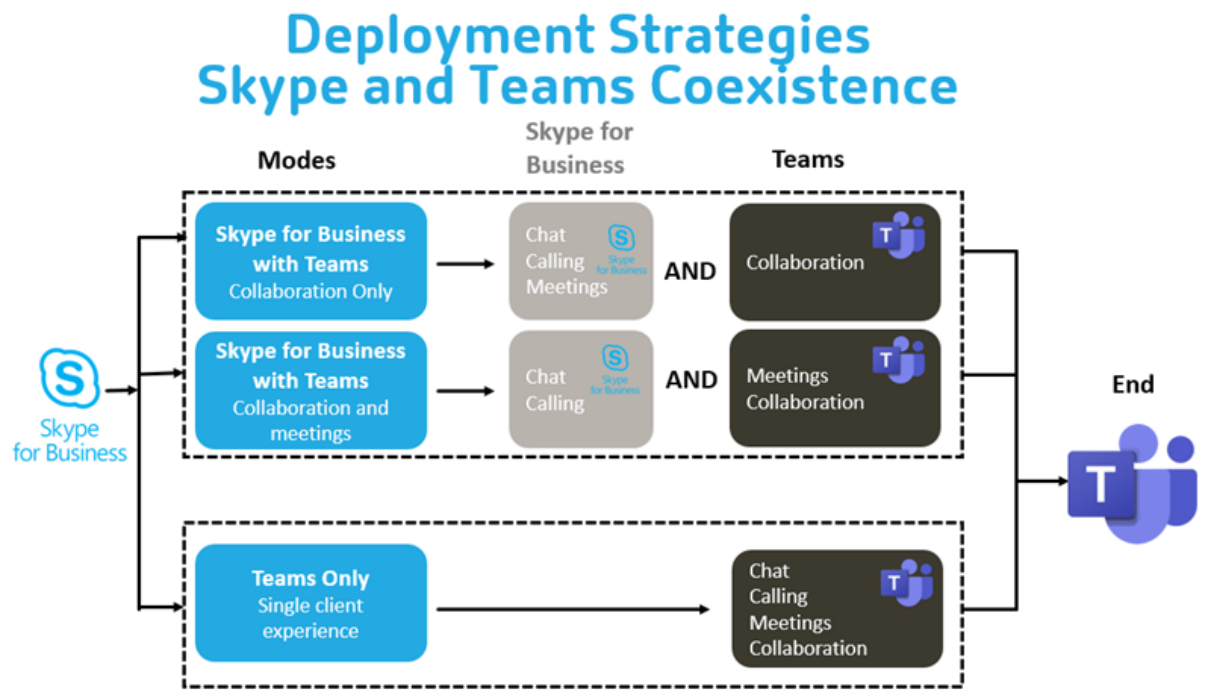 Deployment Strategies
Skype and Teams Coexistence
Modes
Skype for
Business
Teams
Skype for Business
with Teams
Collaboration Only
Chat
Calling
Meetings
S
Skype
for Business
AND
Collaboration
T
Skype for Business
with Teams
Collaboration and
meetings
Chat
Calling
S
Skype
for Business
AND
Meetings
Collaboration
T
S
Skype
for Business
End
T
Teams Only
Single client
experience
Chat
Calling
Meetings
Collaboration
T